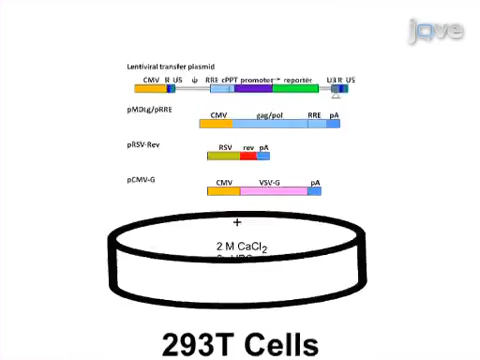 jove
Lentiviral transfer plasmid
CMV R U5 ψ RRE cPPT promoter reporter U3 R U5
pMDLg/pRRE
CMV gag/pol RRE pA
pRSV-Rev
RSV rev pA
pCMV-G
CMV VSV-G pA
+
2 M CaCl2
293T Cells